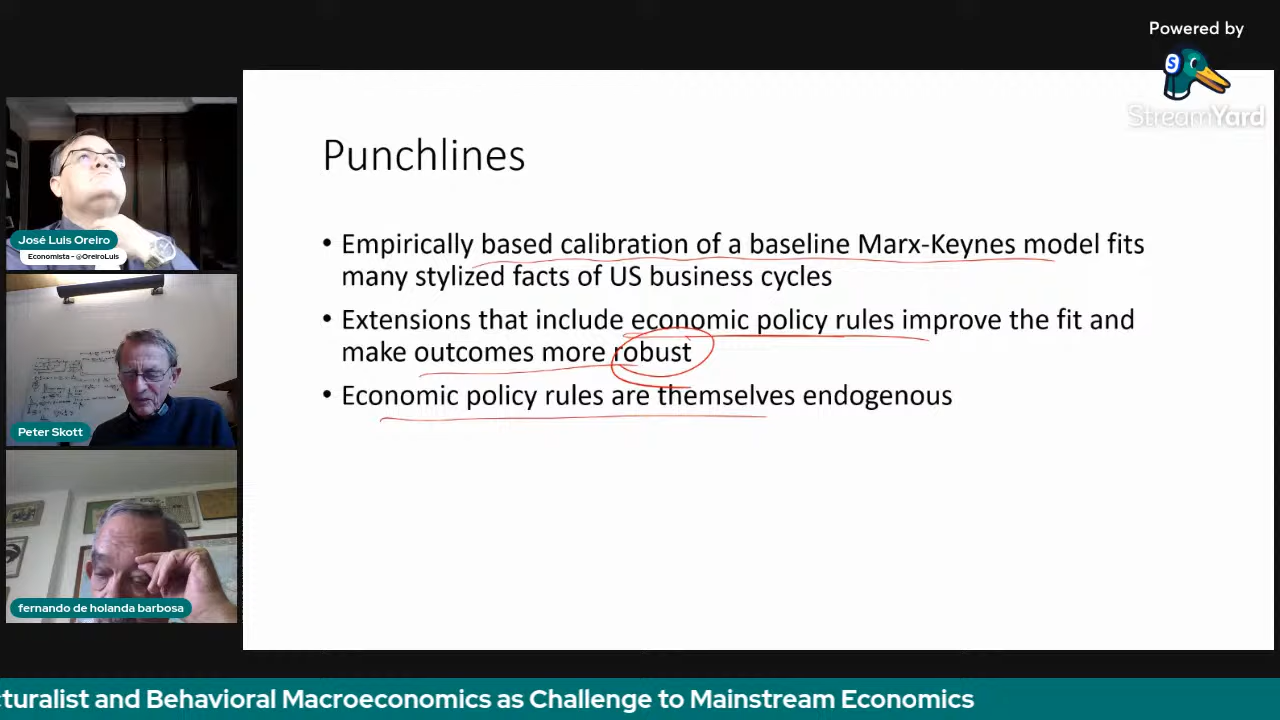 Powered by
StreamYard
José Luis Oreiro
Economista - @OreiroLuis
Peter Skott
fernando de holanda barbosa
Punchlines
• Empirically based calibration of a baseline Marx-Keynes model fits
many stylized facts of US business cycles
• Extensions that include economic policy rules improve the fit and
make outcomes more robust
• Economic policy rules are themselves endogenous
cturalist and Behavioral Macroeconomics as Challenge to Mainstream Economics